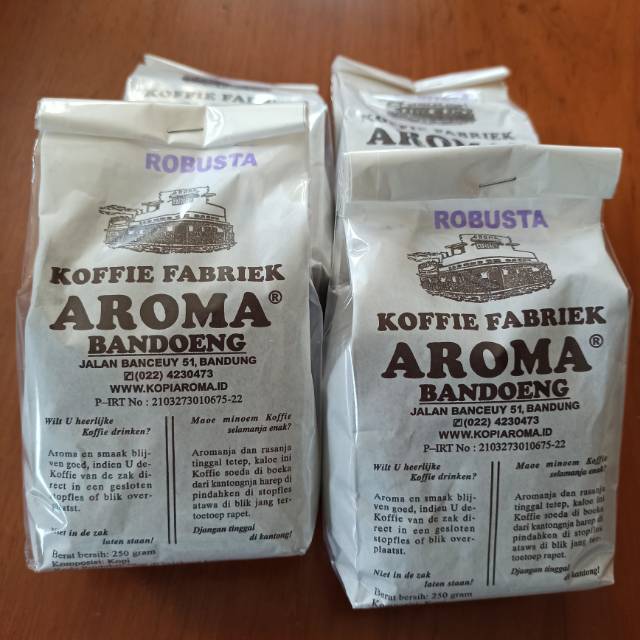 KOFFIE FABRIEK
KOFFIE FABRIEK
AROMA
ROBUSTA
KOFFIE FABRIEK
AROMA®
BANDOENG
JALAN BANCEUY 51, BANDUNG
✆(022) 4230473
WWW.KOPIAROMA.ID
P–IRT No : 2103273010675-22
Wilt U heerlijke
Koffie drinken?
Aroma en smaak blij-
ven goed, indien U de-
Koffie van de zak di-
rect in een gesloten
stopfles of blik over-
plaatst.
Niet in de zak
laten staan!
Maoe minoem Koffie
selamanja enak?
Aromanja dan rasanja
tinggal tetep, kaloe ini
Koffie soeda di boeka
dari kantongnja harep di
pindahken di stopfles
atawa di blik jang ter-
toetoep rapet.
Djangan tinggal
di kantong!
Berat bersih: 250 gram
Komposisi: Kopi
ROBUSTA
AROMA
KOFFIE FABRIEK
AROMA®
BANDOENG
JALAN BANCEUY 51, BANDUNG
✆(022) 4230473
WWW.KOPIAROMA.ID
P–IRT No : 2103273010675-22
Wilt U heerlijke
Koffie drinken?
Aroma en smaak blij-
ven goed, indien U de-
Koffie van de zak di-
rect in een gesloten
stopfles of blik over-
plaatst.
Niet in de zak
laten staan!
Maoe minoem Koffie
selamanja enak?
Aromanja dan rasanja
tinggal tetep, kaloe ini
Koffie soeda di boeka
dari kantongnja harep di
pindahken di stopfles
atawa di blik jang ter-
toetoep rapet.
Djangan tinggal
di kantong!
Berat bersih: 250 gram